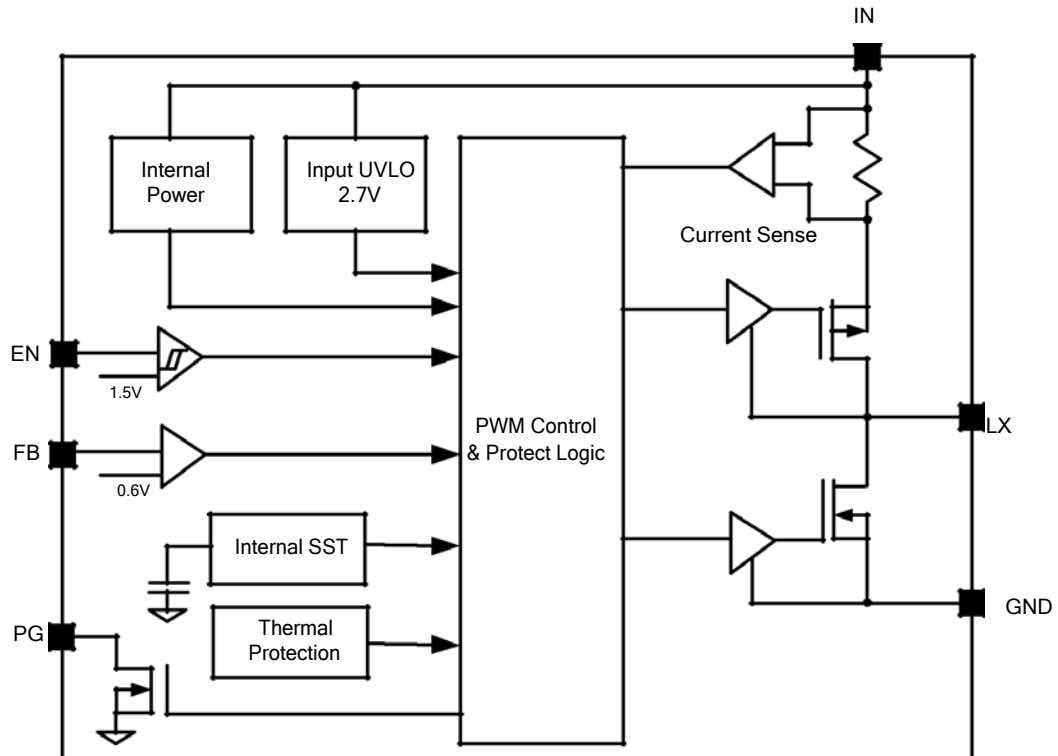 IN
Internal
Power
Input UVLO
2.7V
Current Sense
EN
1.5V
FB
0.6V
PWM Control
& Protect Logic
LX
Internal SST
Thermal
Protection
PG
GND